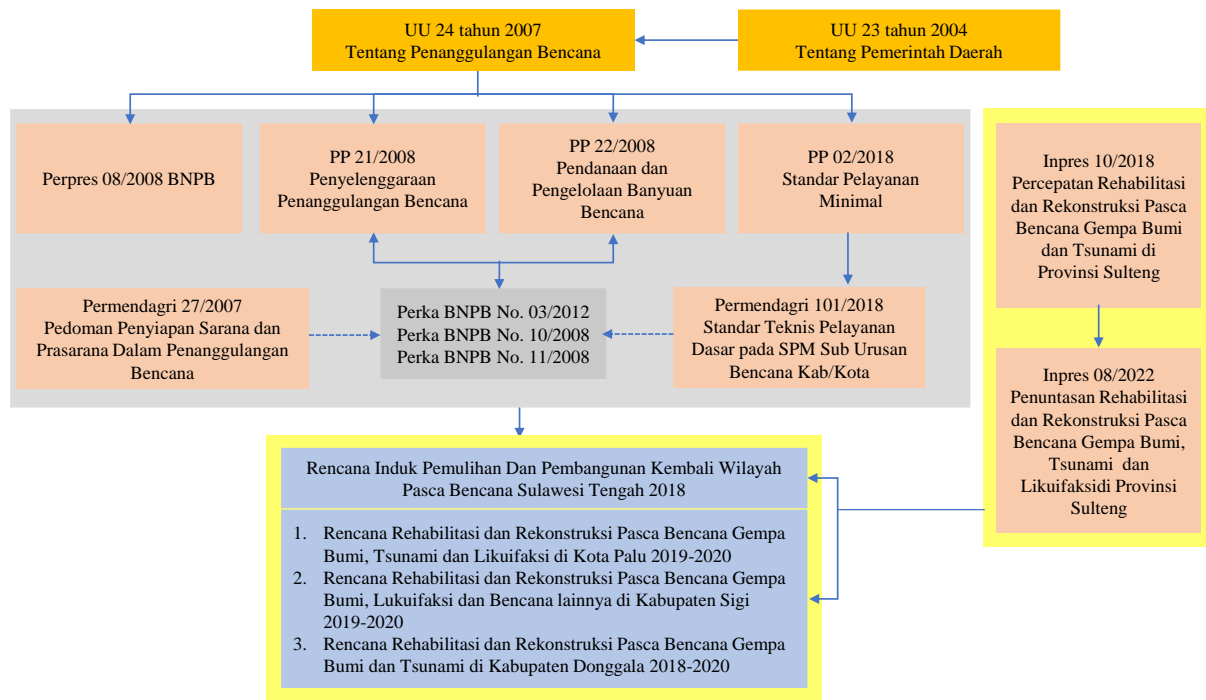 UU 24 tahun 2007
Tentang Penanggulangan Bencana
UU 23 tahun 2004
Tentang Pemerintah Daerah
Perpres 08/2008 BNPB
PP 21/2008
Penyelenggaraan
Penanggulangan Bencana
PP 22/2008
Pendanaan dan
Pengelolaan Banyuan
Bencana
PP 02/2018
Standar Pelayanan
Minimal
Inpres 10/2018
Percepatan Rehabilitasi
dan Rekonstruksi Pasca
Bencana Gempa Bumi
dan Tsunami di
Provinsi Sulteng
Permendagri 27/2007
Pedoman Penyiapan Sarana dan
Prasarana Dalam Penanggulangan
Bencana
Perka BNPB No. 03/2012
Perka BNPB No. 10/2008
Perka BNPB No. 11/2008
Permendagri 101/2018
Standar Teknis Pelayanan
Dasar pada SPM Sub Urusan
Bencana Kab/Kota
Inpres 08/2022
Penuntasan Rehabilitasi
dan Rekonstruksi Pasca
Bencana Gempa Bumi,
Tsunami dan
Likuifaksidi Provinsi
Sulteng
Rencana Induk Pemulihan Dan Pembangunan Kembali Wilayah
Pasca Bencana Sulawesi Tengah 2018
1. Rencana Rehabilitasi dan Rekonstruksi Pasca Bencana Gempa
Bumi, Tsunami dan Likuifaksi di Kota Palu 2019-2020
2. Rencana Rehabilitasi dan Rekonstruksi Pasca Bencana Gempa
Bumi, Lukuifaksi dan Bencana lainnya di Kabupaten Sigi
2019-2020
3. Rencana Rehabilitasi dan Rekonstruksi Pasca Bencana Gempa
Bumi dan Tsunami di Kabupaten Donggala 2018-2020